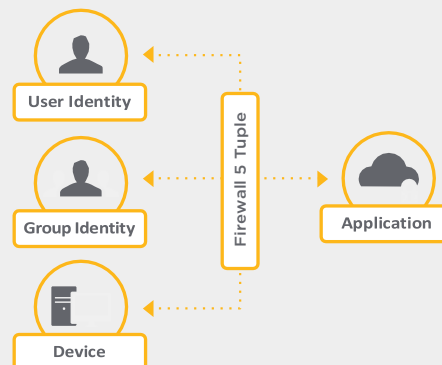 User Identity
Firewall 5 Tuple
Group Identity
Application
Device